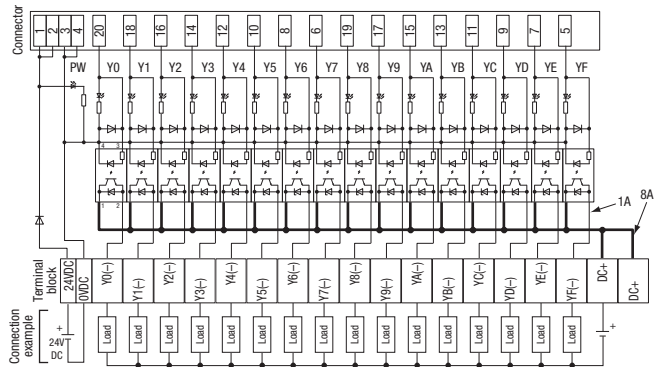 Connector
1 2 3 4 20 18 16 14 12 10 8 6 19 17 15 13 11 9 7 5
PW Y0 Y1 Y2 Y3 Y4 Y5 Y6 Y7 Y8 Y9 YA YB YC YD YE YF
4 3
1 2
1A
8A
Terminal block
24VDC 0VDC Y0(–) Y1(–) Y2(–) Y3(–) Y4(–) Y5(–) Y6(–) Y7(–) Y8(–) Y9(–) YA(–) YB(–) YC(–) YD(–) YE(–) YF(–) DC+ DC+
Connection example
+
24V
DC
Load Load Load Load Load Load Load Load Load Load Load Load Load Load Load Load
+